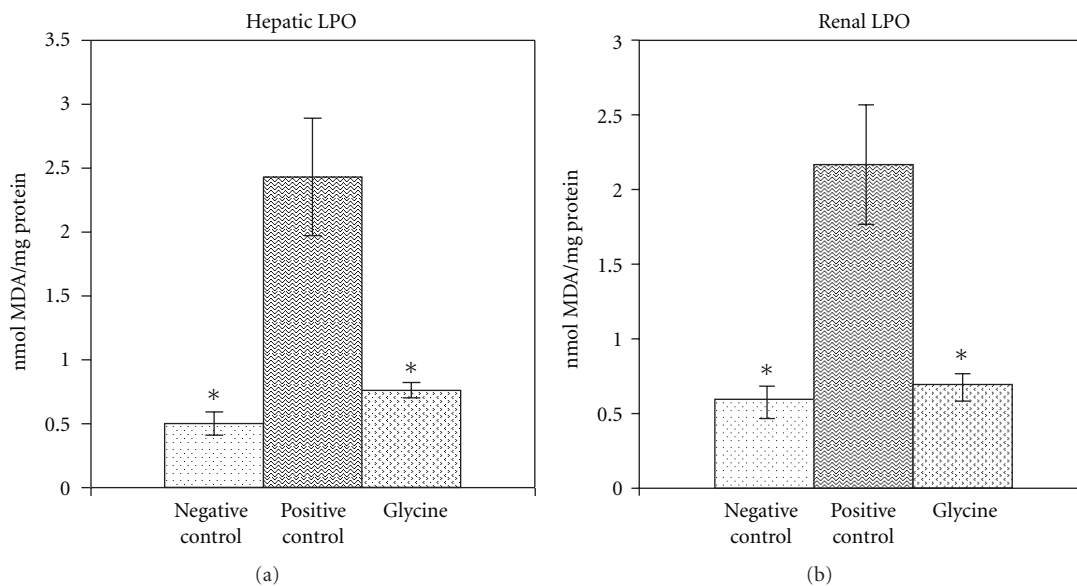 Hepatic LPO
3.5
3
2.5
2
1.5
1
0.5
0
nmol MDA/mg protein
*
*
Negative control
Positive control
Glycine
(a)
Renal LPO
3
2.5
2
1.5
1
0.5
0
nmol MDA/mg protein
*
*
Negative control
Positive control
Glycine
(b)